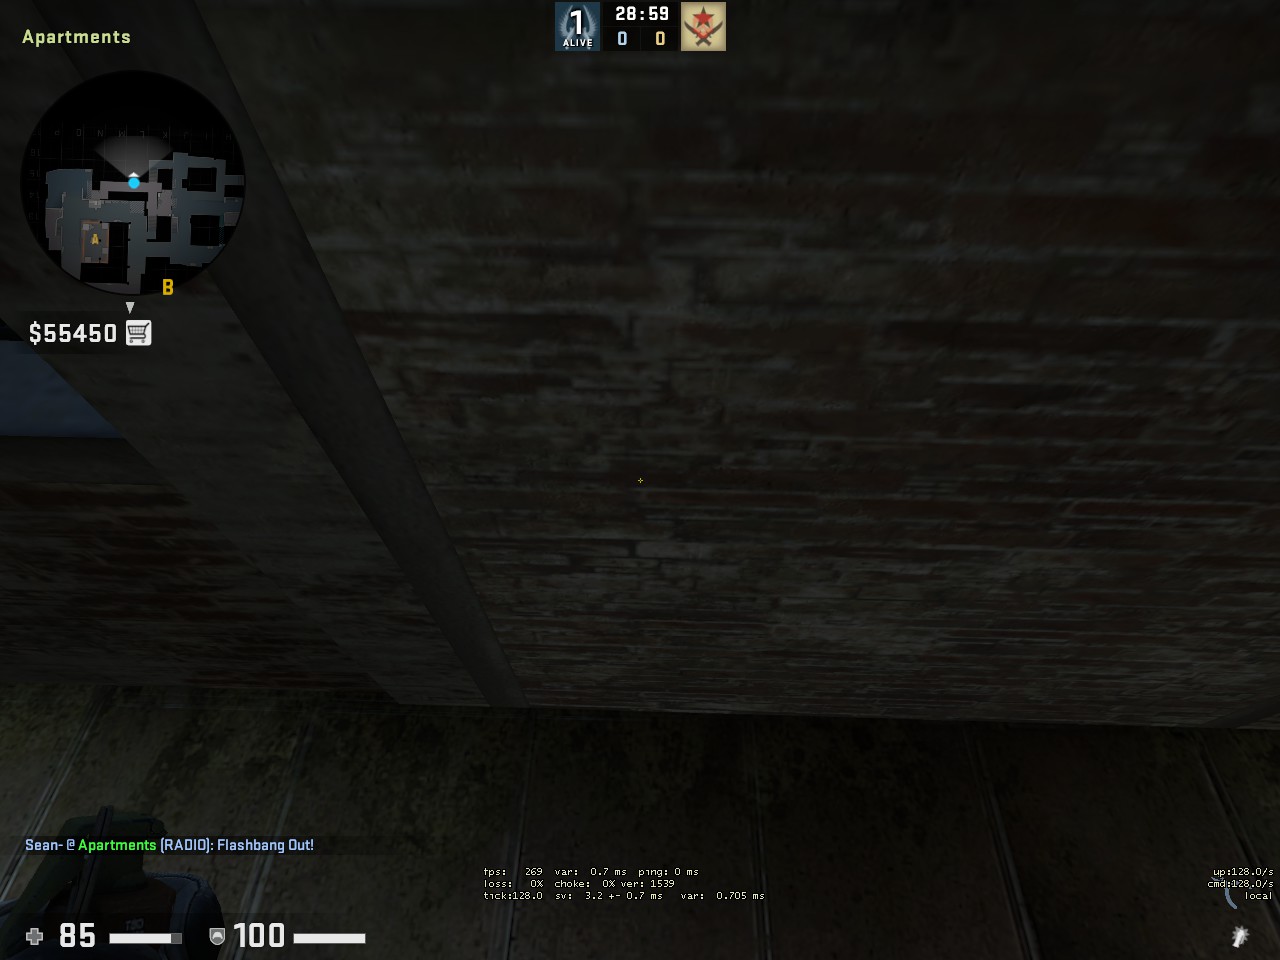 Apartments
1
ALIVE
28:59
0 0
A
B
$55450
Sean- @ Apartments (RADIO): Flashbang Out!
fps: 269 var: 0.7 ms ping: 0 ms
loss: 0% choke: 0% ver: 1539
tick:128.0 sv: 3.2 +- 0.7 ms var: 0.705 ms
up:128.0/s
cmd:128.0/s
local
85
100